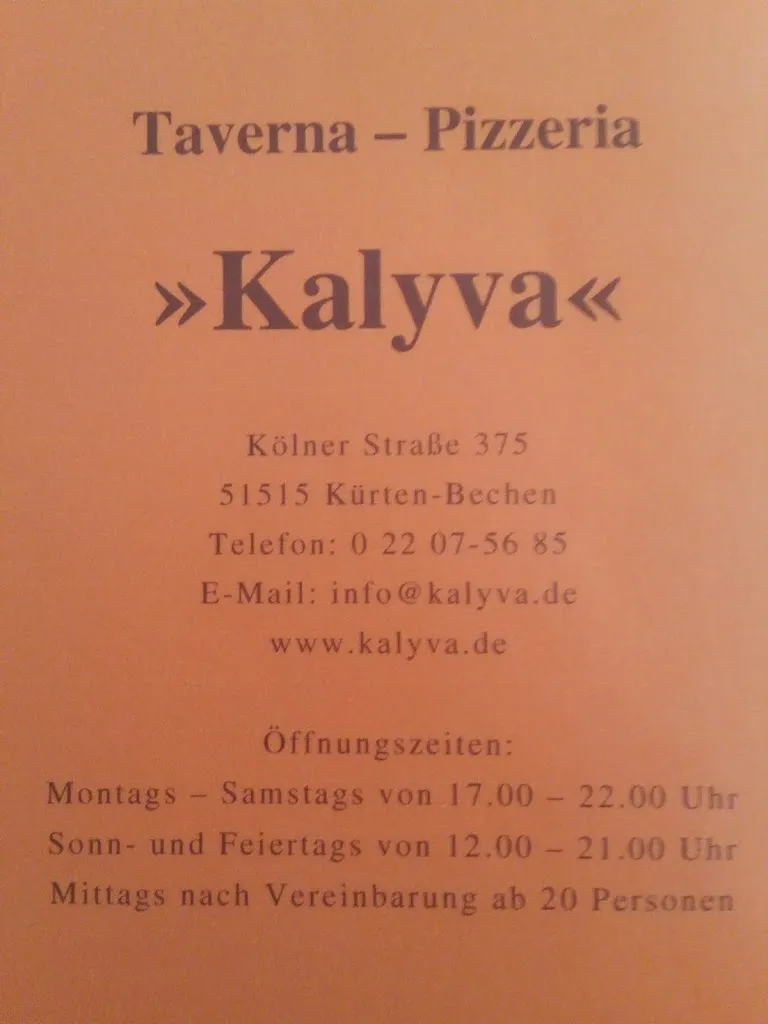 Taverna – Pizzeria
»Kalyva«
Kölner Straße 375
51515 Kürten-Bechen
Telefon: 0 22 07-56 85
E-Mail: info@kalyva.de
www.kalyva.de
Öffnungszeiten:
Montags – Samstags von 17.00 – 22.00 Uhr
Sonn- und Feiertags von 12.00 – 21.00 Uhr
Mittags nach Vereinbarung ab 20 Personen